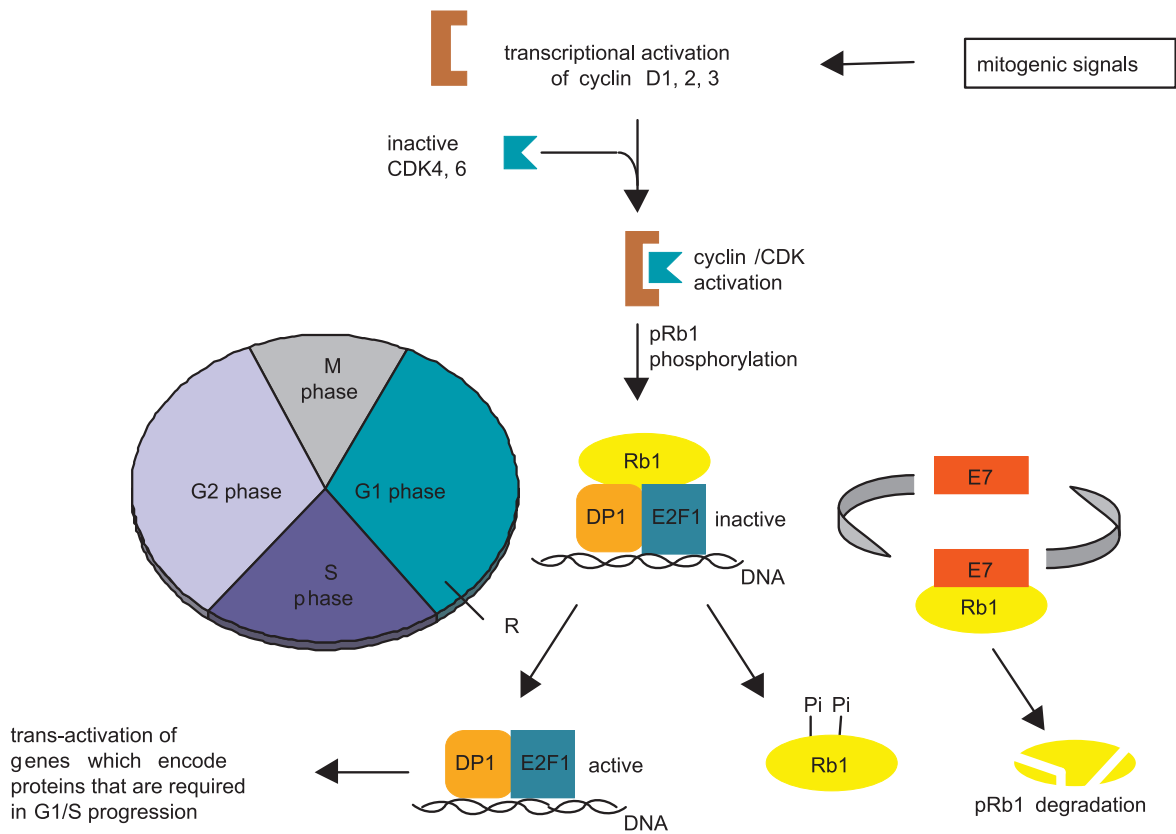 transcriptional activation
of cyclin D1, 2, 3
mitogenic signals
inactive
CDK4, 6
cyclin /CDK
activation
pRb1
phosphorylation
M
phase
G2 phase
G1 phase
S
phase
R
Rb1
DP1
E2F1
inactive
DNA
E7
E7
Rb1
Pi Pi
Rb1
pRb1 degradation
DP1
E2F1
active
DNA
trans-activation of
genes which encode
proteins that are required
in G1/S progression